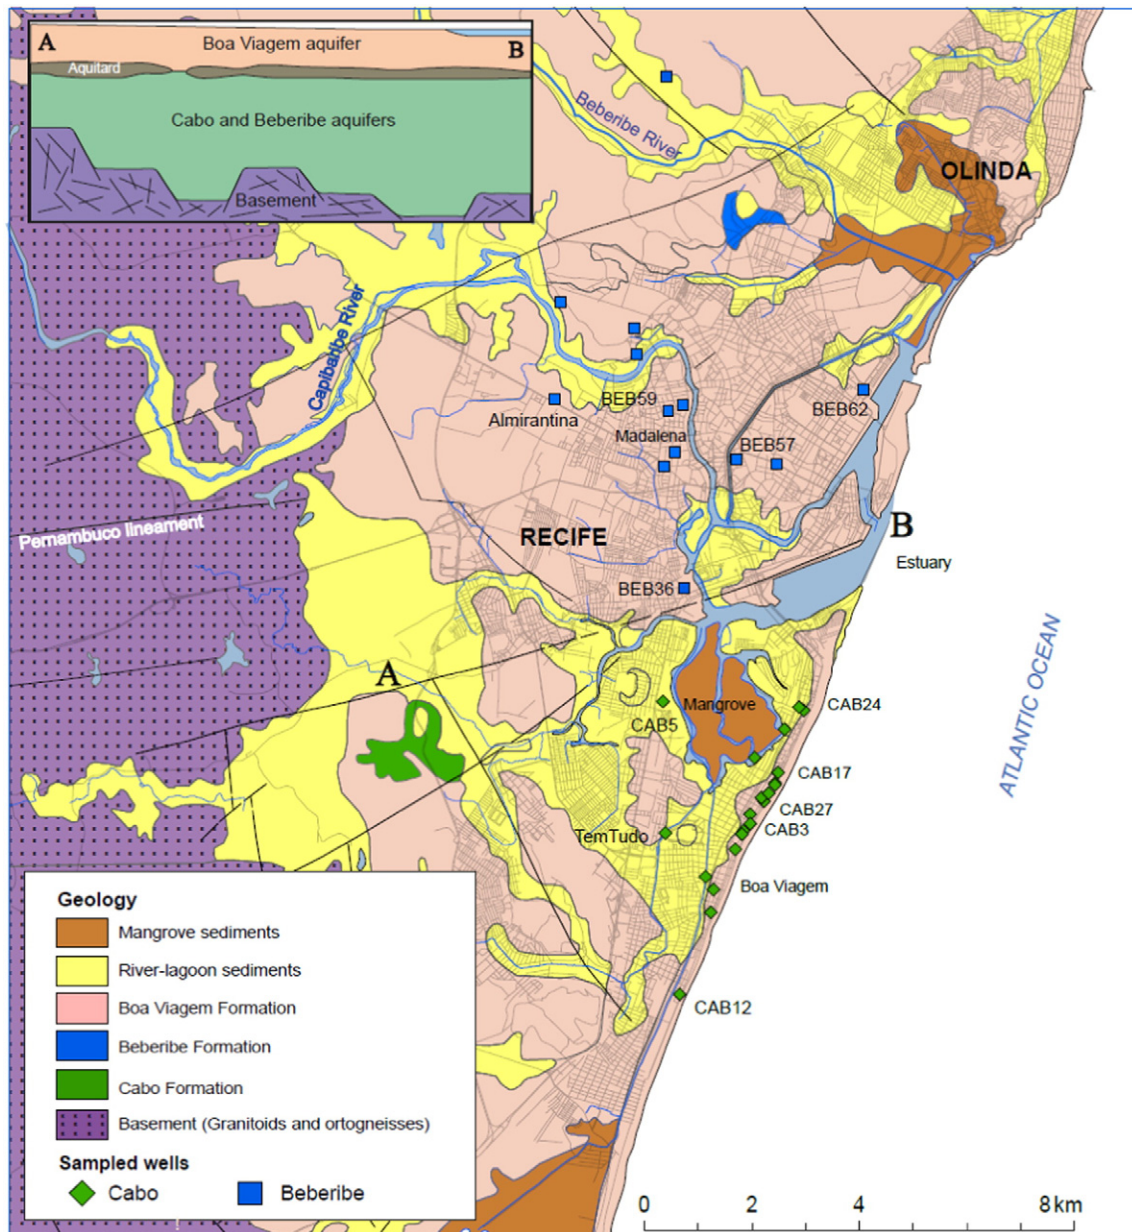 A
Boa Viagem aquifer
B
Aquitard
Cabo and Beberibe aquifers
Basement
Beberibe River
OLINDA
Capibaribe River
BEB59
BEB62
Almirantina
Madalena
BEB57
Pernambuco lineament
RECIFE
B
Estuary
BEB36
A
Mangrove
CAB5
CAB24
CAB17
CAB27
CAB3
TemTudo
Boa Viagem
CAB12
ATLANTIC OCEAN
Geology
Mangrove sediments
River-lagoon sediments
Boa Viagem Formation
Beberibe Formation
Cabo Formation
Basement (Granitoids and ortogneisses)
Sampled wells
Cabo
Beberibe
0 2 4 8 km